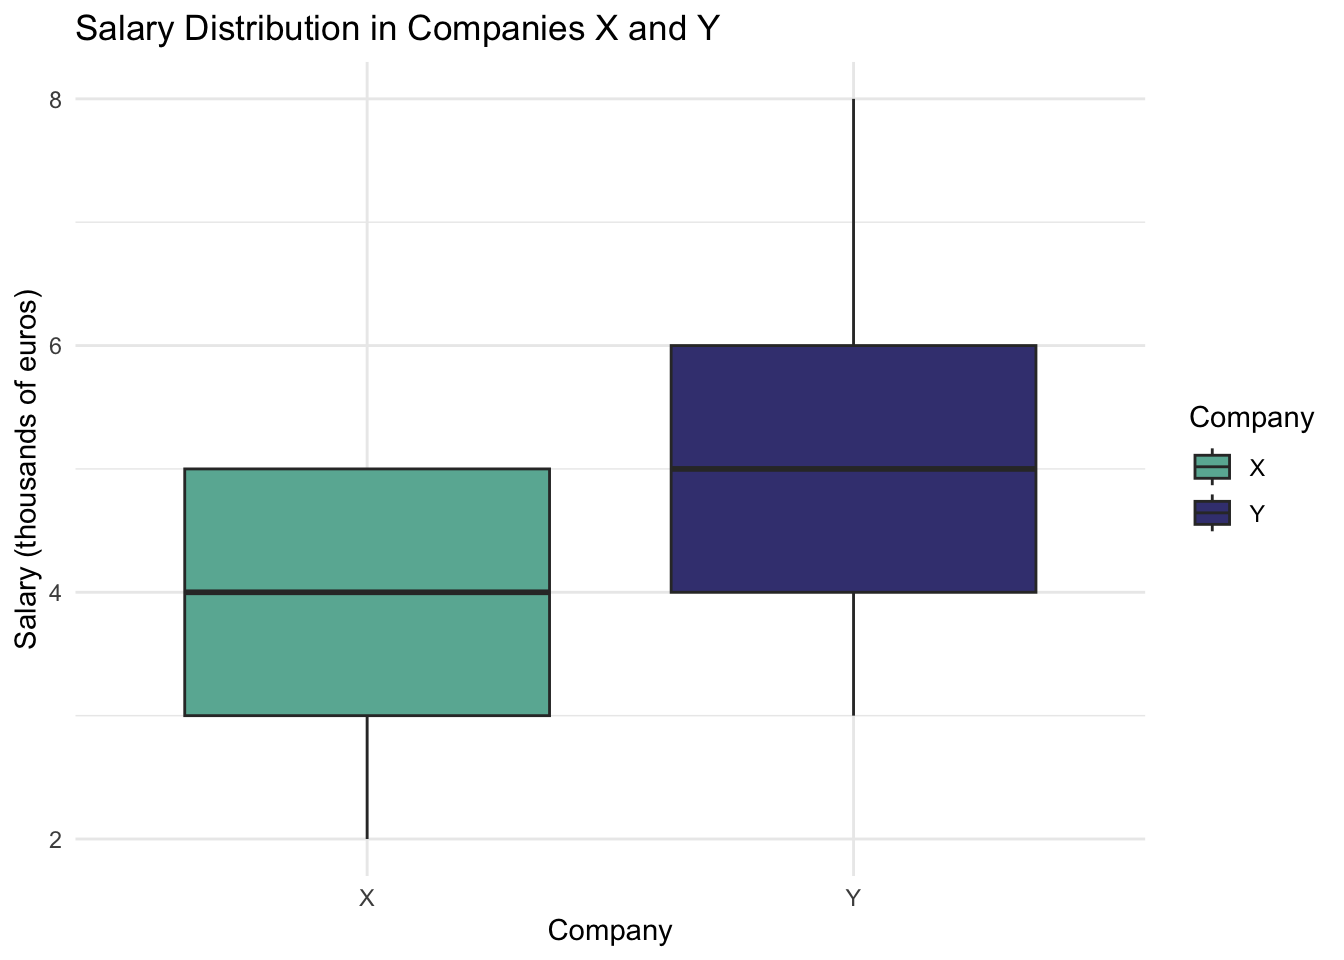 Salary Distribution in Companies X and Y
Salary (thousands of euros)
8
6
4
2
X
Y
Company
Company
X
Y